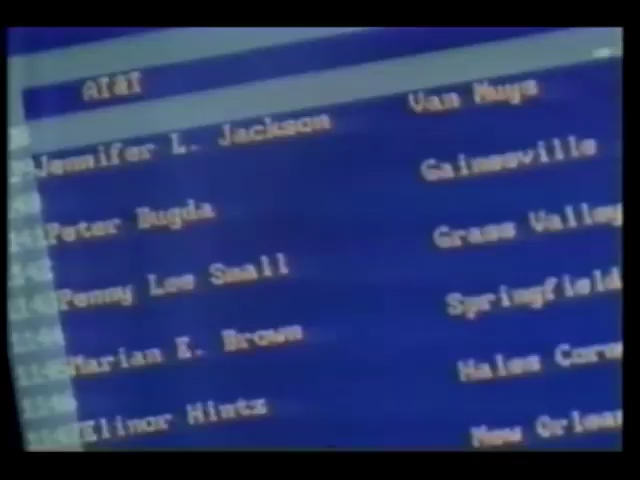 AT&T
Jennifer L. Jackson Van Nuys
Peter Bugda Gainesville
Penny Lee Small Grass Valley
Marian E. Brown Springfield
Elinor Hintz Hales Corn
New Orlean